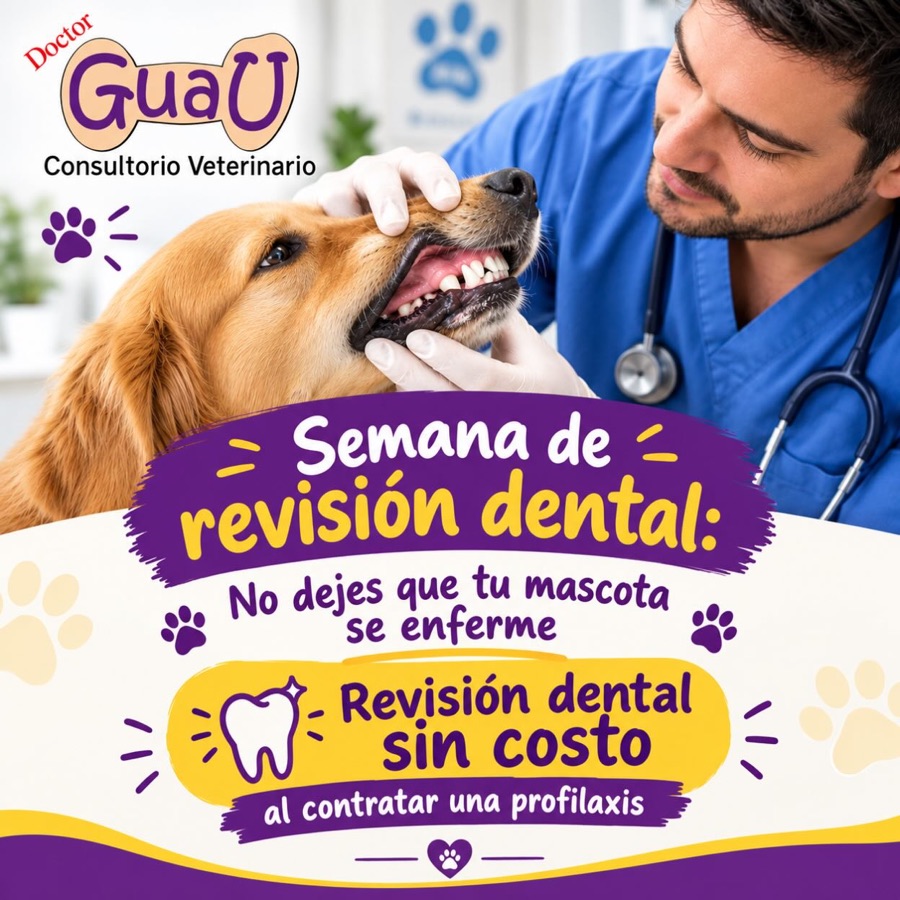 Doctor
GuaU
Consultorio Veterinario
Semana de
revisión dental:
No dejes que tu mascota
se enferme
Revisión dental
sin costo
al contratar una profilaxis